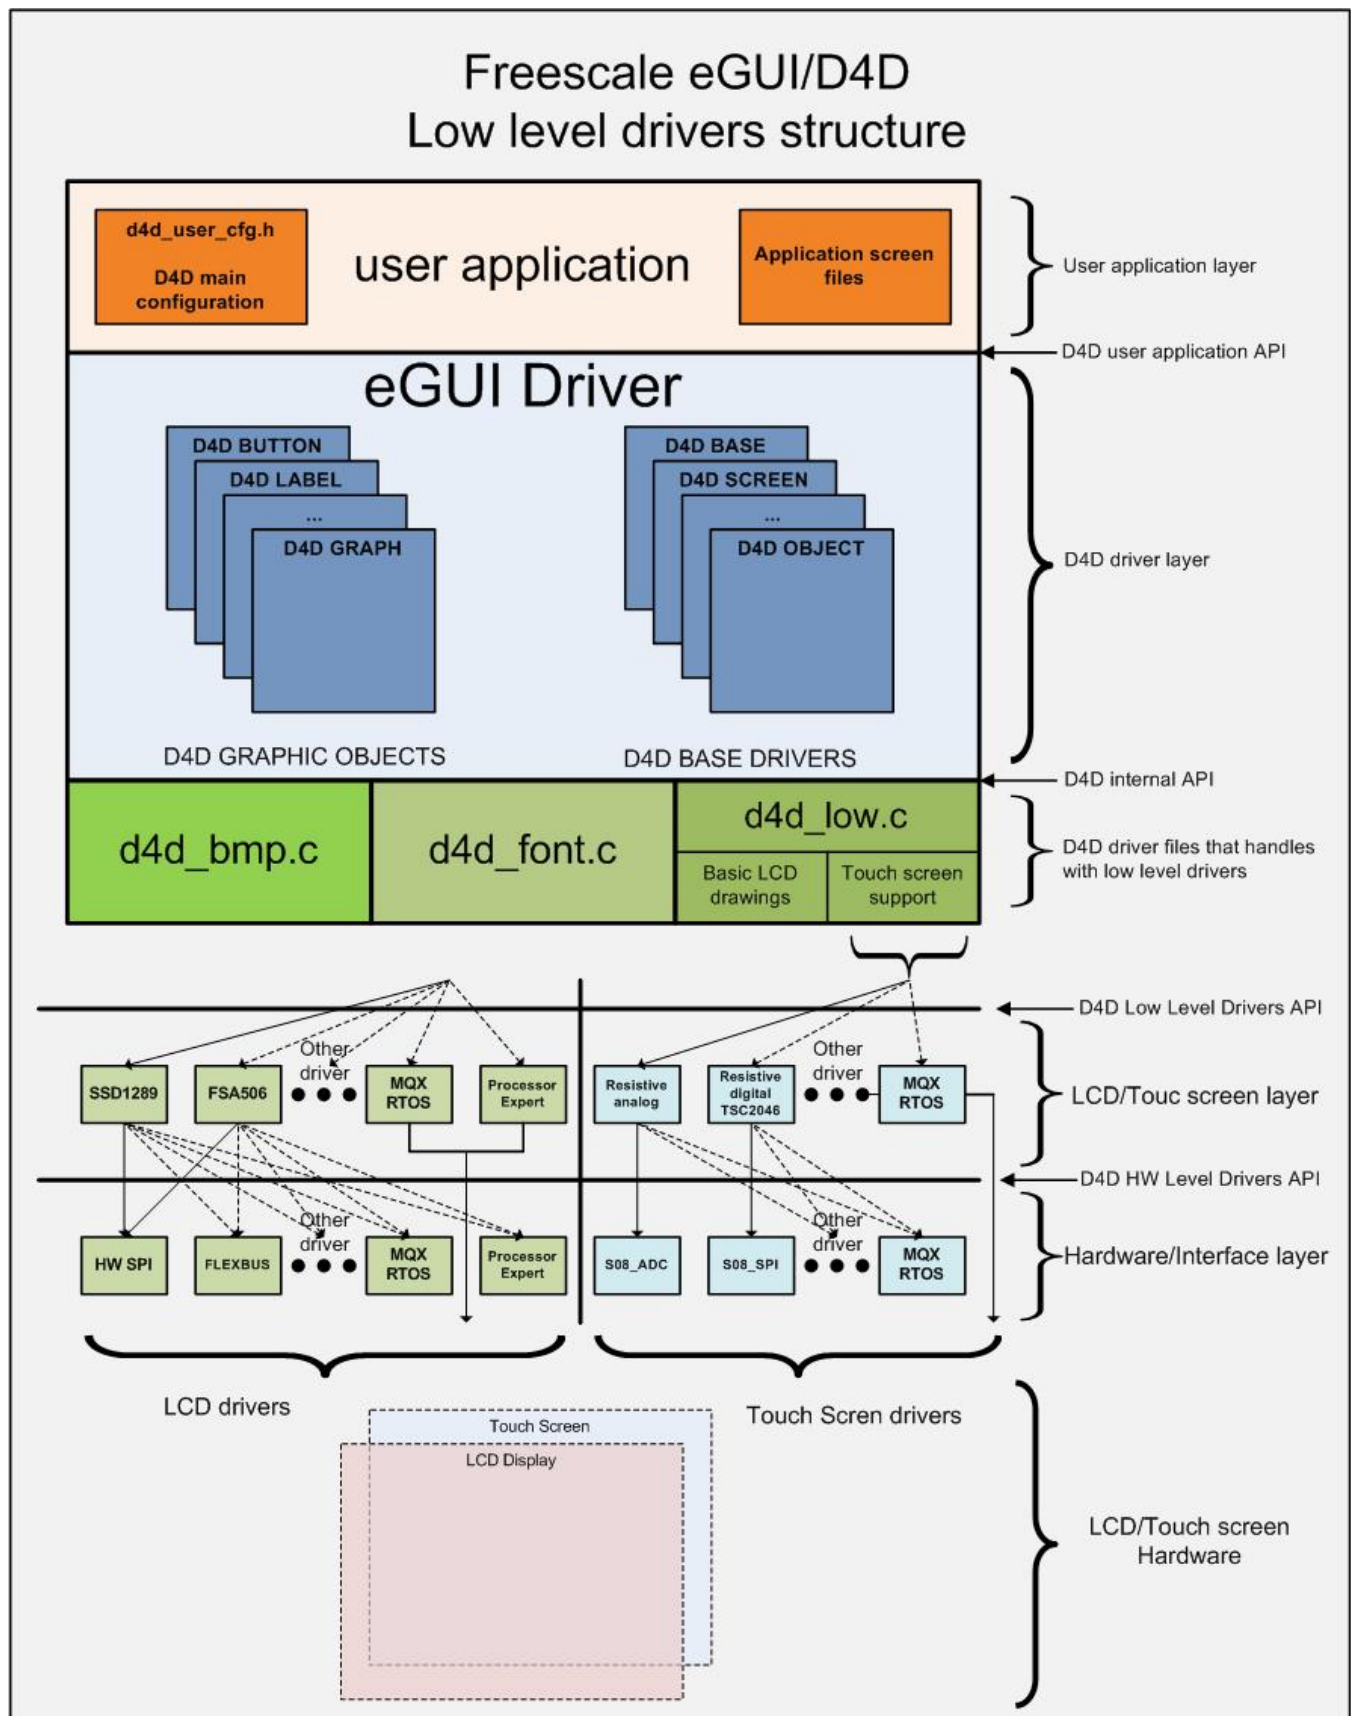 Freescale eGUI/D4D
Low level drivers structure
d4d_user_cfg.h
D4D main
configuration
user application
Application screen
files
User application layer
D4D user application API
eGUI Driver
D4D BUTTON
D4D LABEL
...
D4D GRAPH
D4D BASE
D4D SCREEN
...
D4D OBJECT
D4D driver layer
D4D GRAPHIC OBJECTS
D4D BASE DRIVERS
D4D internal API
d4d_bmp.c
d4d_font.c
d4d_low.c
Basic LCD
drawings
Touch screen
support
D4D driver files that handles
with low level drivers
D4D Low Level Drivers API
SSD1289
FSA506
Other
driver
MQX
RTOS
Processor
Expert
Resistive
analog
Resistive
digital
TSC2046
Other
driver
MQX
RTOS
LCD/Touc screen layer
D4D HW Level Drivers API
HW SPI
FLEXBUS
Other
driver
MQX
RTOS
Processor
Expert
S08_ADC
S08_SPI
Other
driver
MQX
RTOS
Hardware/Interface layer
LCD drivers
Touch Scren drivers
Touch Screen
LCD Display
LCD/Touch screen
Hardware